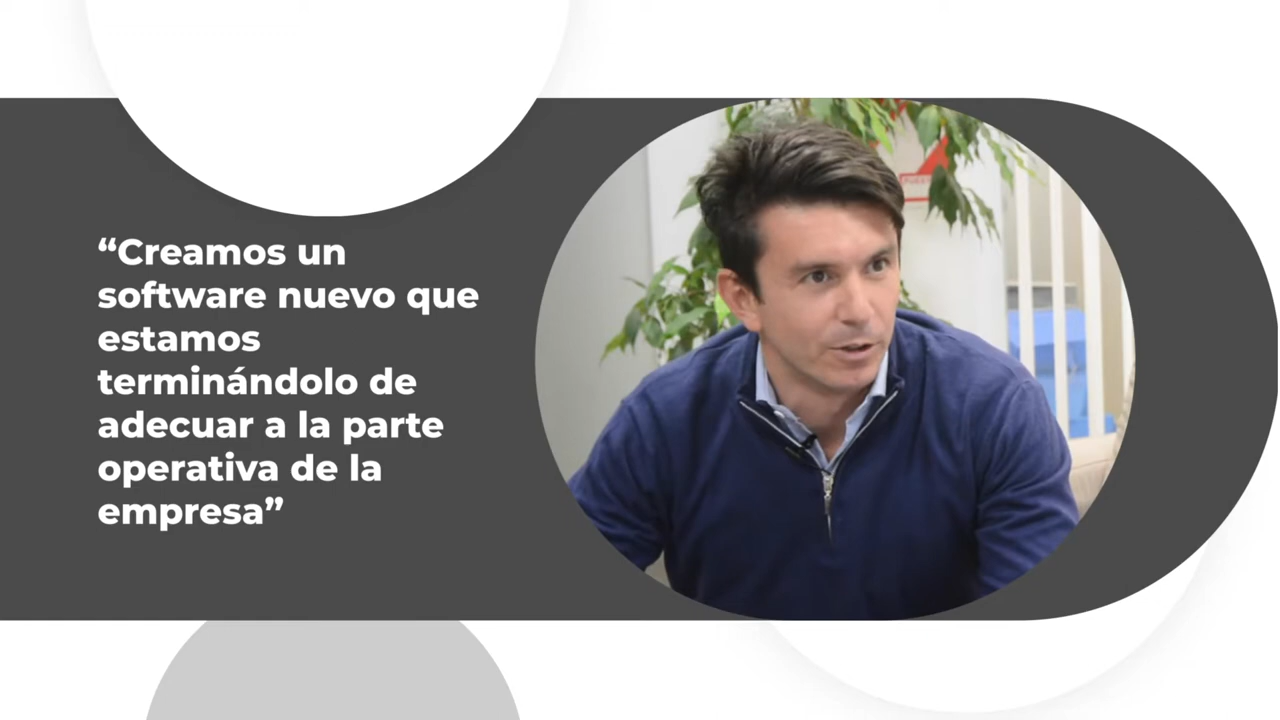 “Creamos un
software nuevo que
estamos
terminándolo de
adecuar a la parte
operativa de la
empresa”